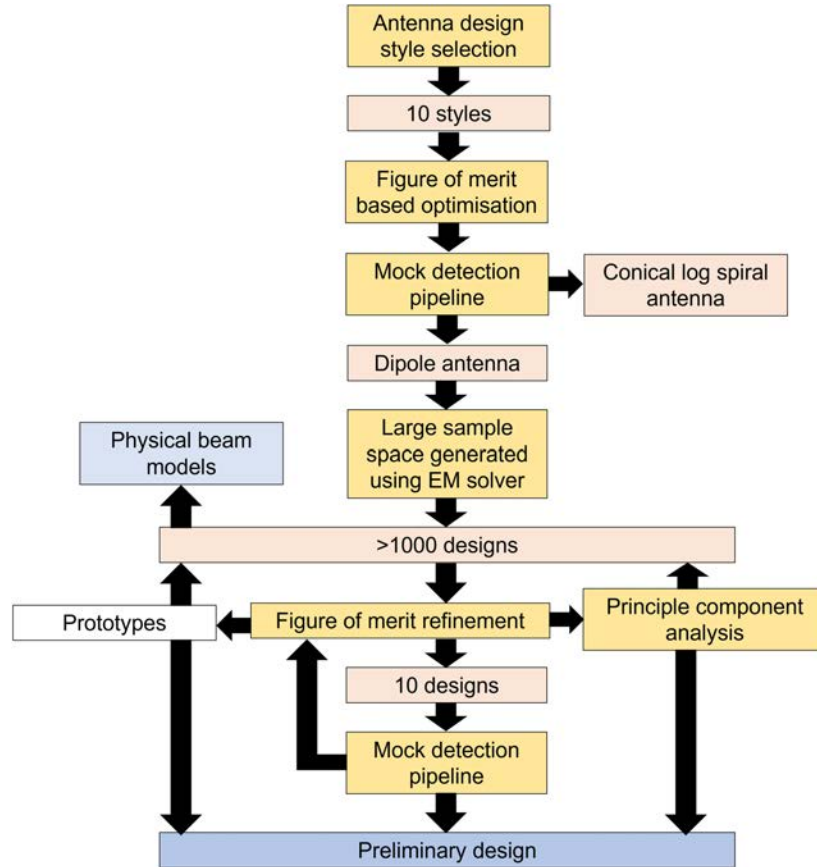 Antenna design
style selection
10 styles
Figure of merit
based optimisation
Mock detection
pipeline
Conical log spiral
antenna
Dipole antenna
Large sample
space generated
using EM solver
Physical beam
models
>1000 designs
Prototypes
Figure of merit refinement
Principle component
analysis
10 designs
Mock detection
pipeline
Preliminary design